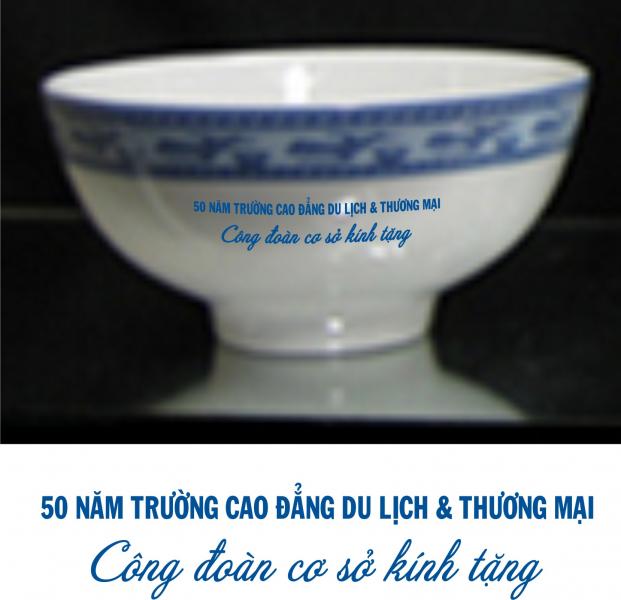 50 NĂM TRƯỜNG CAO ĐẲNG DU LỊCH & THƯƠNG MẠI
Công đoàn cơ sở kính tặng
50 NĂM TRƯỜNG CAO ĐẲNG DU LỊCH & THƯƠNG MẠI
Công đoàn cơ sở kính tặng